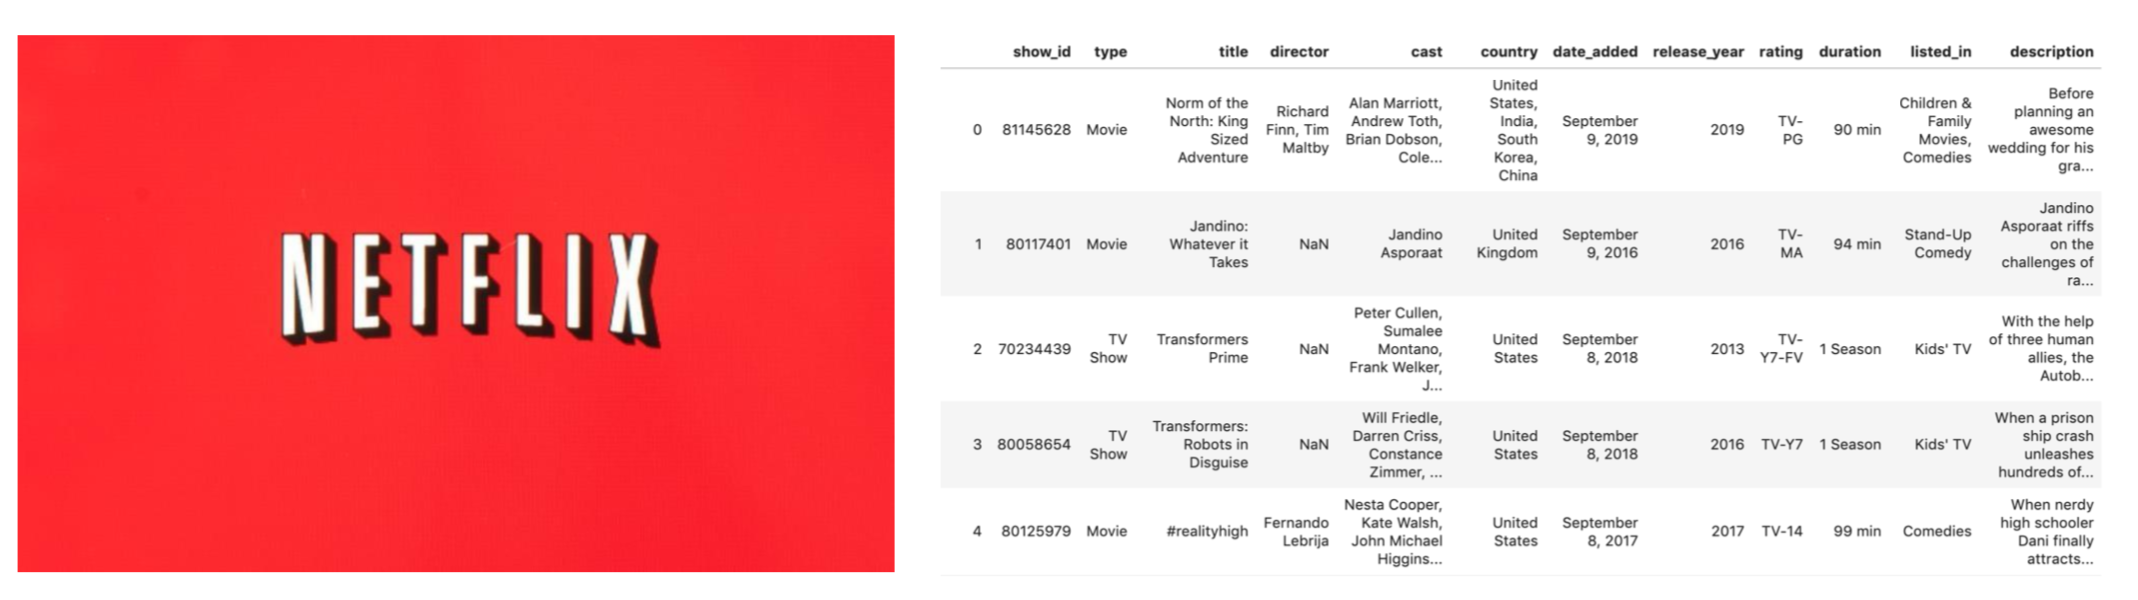 NETFLIX
show_id type title director cast country date_added release_year rating duration listed_in description
0 81145628 Movie Norm of the North: King Sized Adventure Richard Finn, Tim Maltby Alan Marriott, Andrew Toth, Brian Dobson, Cole... United States, India, South Korea, China September 9, 2019 2019 TV-PG 90 min Children & Family Movies, Comedies Before planning an awesome wedding for his gra...
1 80117401 Movie Jandino: Whatever it Takes NaN Jandino Asporaat United Kingdom September 9, 2016 2016 TV-MA 94 min Stand-Up Comedy Jandino Asporaat riffs on the challenges of ra...
2 70234439 TV Show Transformers Prime NaN Peter Cullen, Sumalee Montano, Frank Welker, J... United States September 8, 2018 2013 TV-Y7-FV 1 Season Kids' TV With the help of three human allies, the Autob...
3 80058654 TV Show Transformers: Robots in Disguise NaN Will Friedle, Darren Criss, Constance Zimmer, ... United States September 8, 2018 2016 TV-Y7 1 Season Kids' TV When a prison ship crash unleashes hundreds of...
4 80125979 Movie #realityhigh Fernando Lebrija Nesta Cooper, Kate Walsh, John Michael Higgins... United States September 8, 2017 2017 TV-14 99 min Comedies When nerdy high schooler Dani finally attracts...